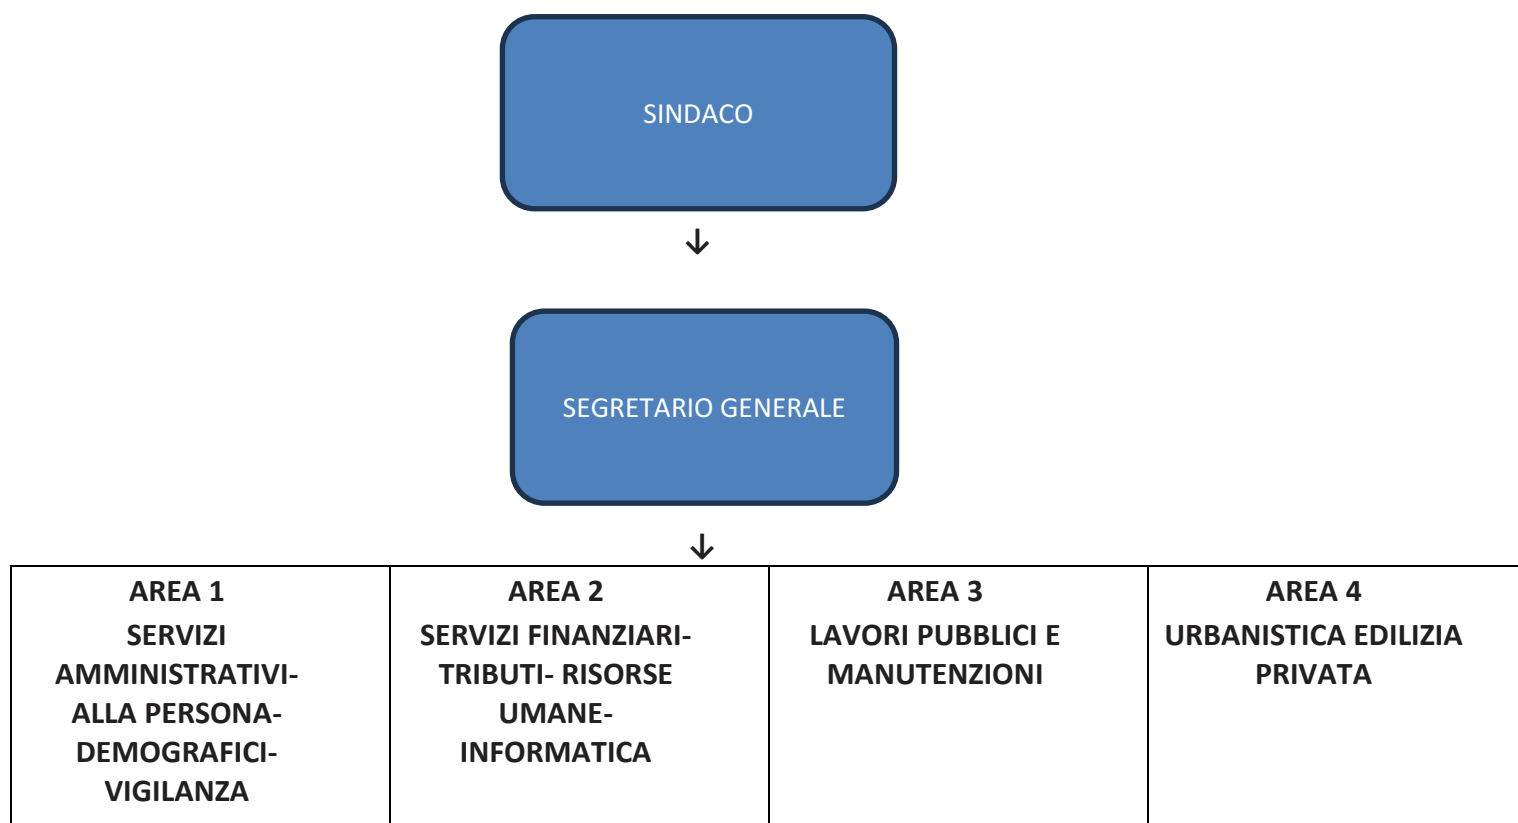 SINDACO
↓
SEGRETARIO GENERALE
↓
AREA 1
SERVIZI
AMMINISTRATIVI-
ALLA PERSONA-
DEMOGRAFICI-
VIGILANZA
AREA 2
SERVIZI FINANZIARI-
TRIBUTI- RISORSE
UMANE-
INFORMATICA
AREA 3
LAVORI PUBBLICI E
MANUTENZIONI
AREA 4
URBANISTICA EDILIZIA
PRIVATA